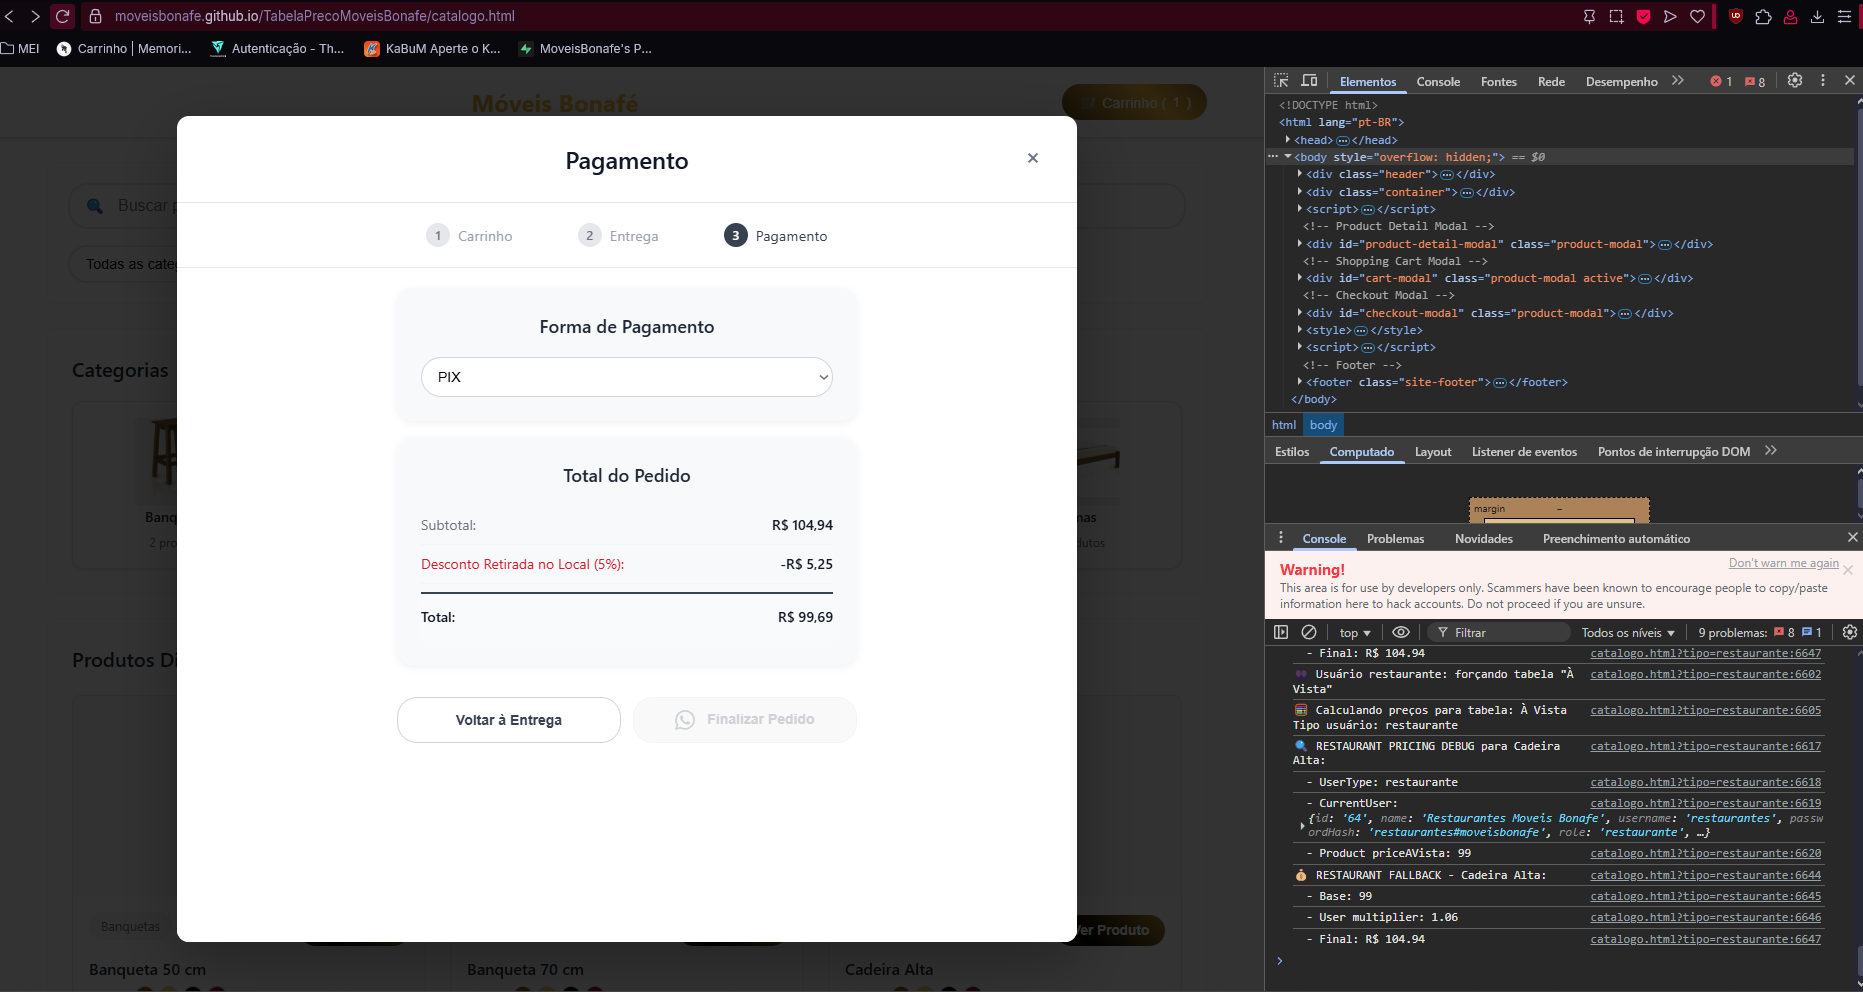 moveisbonafe.github.io/TabelaPrecoMoveisBonafe/catalogo.html
MEI
Carrinho | Memori...
Autenticação - Th...
KaBuM Aperte o K...
MoveisBonafe's P...
Móveis Bonafé
Carrinho ( 1 )
Pagamento
×
Buscar p
1 Carrinho
2 Entrega
3 Pagamento
Todas as cate
Forma de Pagamento
PIX
Categorias
Total do Pedido
Subtotal: R$ 104,94
Desconto Retirada no Local (5%): -R$ 5,25
Total: R$ 99,69
Banq
2 pro
mas
dutos
Produtos D
Voltar à Entrega
Finalizar Pedido
Banquetas
Ver Produto
Banqueta 50 cm
Banqueta 70 cm
Cadeira Alta
Elementos Console Fontes Rede Desempenho 1 8
<!DOCTYPE html>
<html lang="pt-BR">
<head>…</head>
<body style="overflow: hidden;"> == $0
<div class="header">…</div>
<div class="container">…</div>
<script>…</script>
<!-- Product Detail Modal -->
<div id="product-detail-modal" class="product-modal">…</div>
<!-- Shopping Cart Modal -->
<div id="cart-modal" class="product-modal active">…</div>
<!-- Checkout Modal -->
<div id="checkout-modal" class="product-modal">…</div>
<style>…</style>
<script>…</script>
<!-- Footer -->
<footer class="site-footer">…</footer>
</body>
html body
Estilos Computado Layout Listener de eventos Pontos de interrupção DOM
margin –
Console Problemas Novidades Preenchimento automático
Don't warn me again
Warning!
This area is for use by developers only. Scammers have been known to encourage people to copy/paste
information here to hack accounts. Do not proceed if you are unsure.
top Filtrar Todos os níveis 9 problemas: 8 1
- Final: R$ 104.94 catalogo.html?tipo=restaurante:6647
Usuário restaurante: forçando tabela "À catalogo.html?tipo=restaurante:6602
Vista"
Calculando preços para tabela: À Vista catalogo.html?tipo=restaurante:6605
Tipo usuário: restaurante
RESTAURANT PRICING DEBUG para Cadeira catalogo.html?tipo=restaurante:6617
Alta:
- UserType: restaurante catalogo.html?tipo=restaurante:6618
- CurrentUser: catalogo.html?tipo=restaurante:6619
{id: '64', name: 'Restaurantes Moveis Bonafe', username: 'restaurantes', passw
ordHash: 'restaurantes#moveisbonafe', role: 'restaurante', …}
- Product priceAVista: 99 catalogo.html?tipo=restaurante:6620
RESTAURANT FALLBACK - Cadeira Alta: catalogo.html?tipo=restaurante:6644
- Base: 99 catalogo.html?tipo=restaurante:6645
- User multiplier: 1.06 catalogo.html?tipo=restaurante:6646
- Final: R$ 104.94 catalogo.html?tipo=restaurante:6647